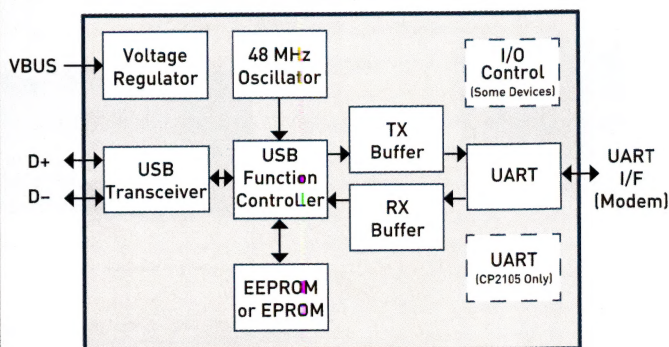 VBUS
Voltage
Regulator
48 MHz
Oscillator
I/O
Control
(Some Devices)
D+
D–
USB
Transceiver
USB
Function
Controller
TX
Buffer
RX
Buffer
UART
UART
I/F
(Modem)
EEPROM
or EPROM
UART
(CP2105 Only)